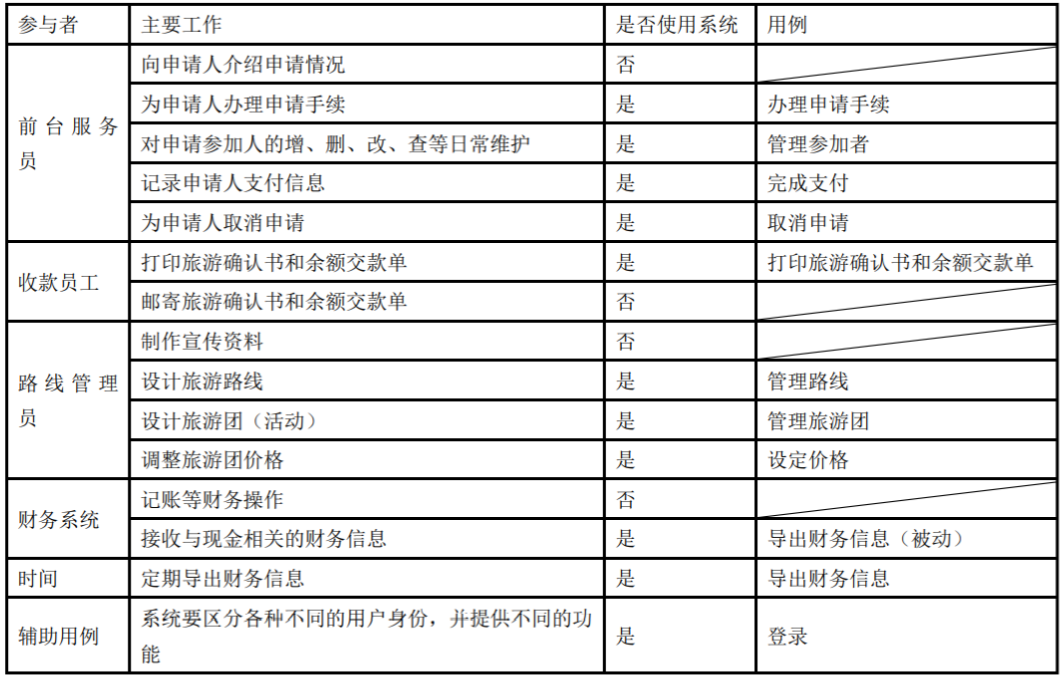 参与者 主要工作 是否使用系统 用例
前台服务员 向申请人介绍申请情况 否
为申请人办理申请手续 是 办理申请手续
对申请参加人的增、删、改、查等日常维护 是 管理参加者
记录申请人支付信息 是 完成支付
为申请人取消申请 是 取消申请
收款员工 打印旅游确认书和余额交款单 是 打印旅游确认书和余额交款单
邮寄旅游确认书和余额交款单 否
路线管理员 制作宣传资料 否
设计旅游路线 是 管理路线
设计旅游团（活动） 是 管理旅游团
调整旅游团价格 是 设定价格
财务系统 记账等财务操作 否
接收与现金相关的财务信息 是 导出财务信息（被动）
时间 定期导出财务信息 是 导出财务信息
辅助用例 系统要区分各种不同的用户身份，并提供不同的功能 是 登录